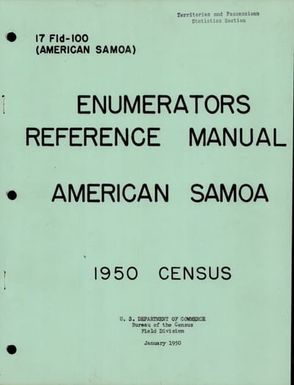 Territories and Possessions
Statistics Section
17 Fld-100
(AMERICAN SAMOA)
ENUMERATORS
REFERENCE MANUAL
AMERICAN SAMOA
1950 CENSUS
U. S. DEPARTMENT OF COMMERCE
Bureau of the Census
Field Division
January 1950